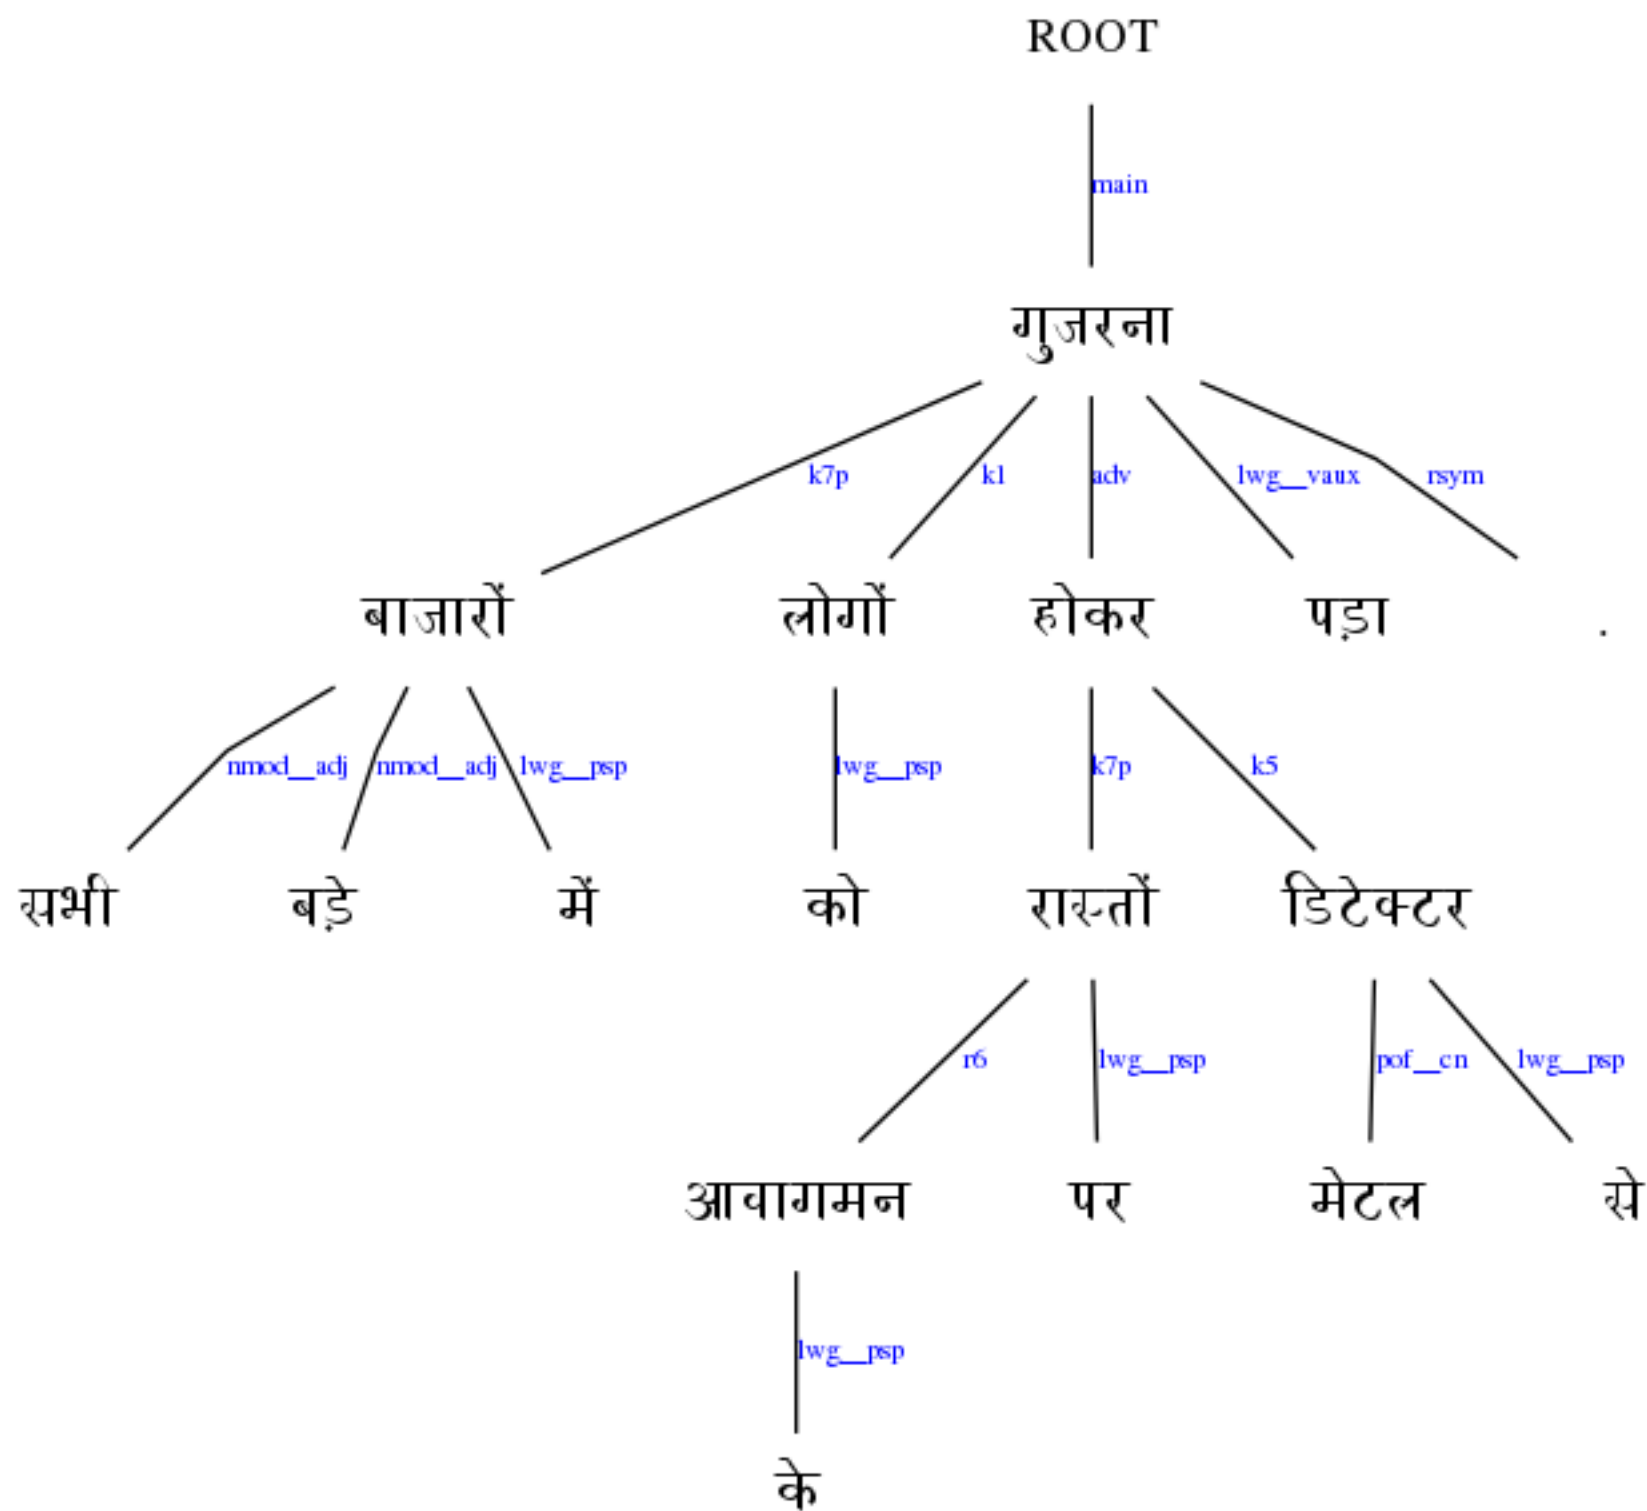 ROOT
main
गुजरना
k7p k1 adv lwg__vaux rsym
बाजारों लोगों होकर पड़ा .
nmod__adj nmod__adj lwg__psp lwg__psp k7p k5
सभी बड़े में को रास्तों डिटेक्टर
r6 lwg__psp pof__cn lwg__psp
आवागमन पर मेटल से
lwg__psp
के